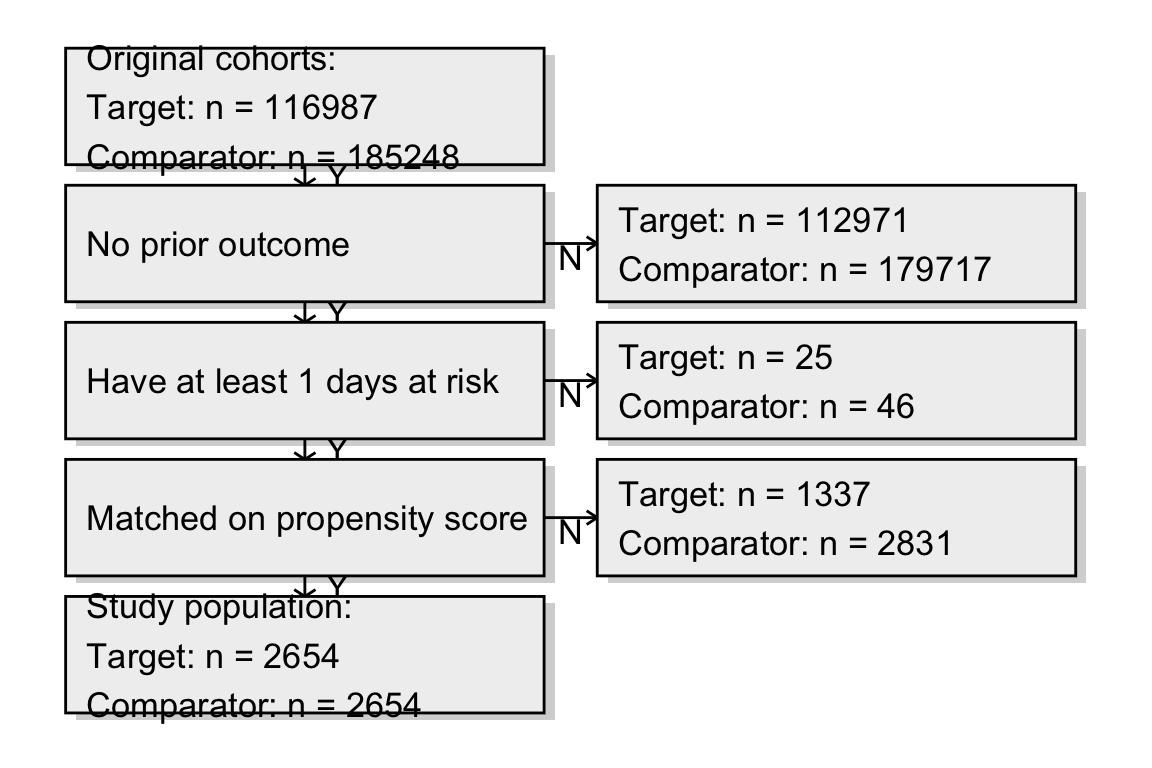 Original cohorts:
Target: n = 116987
Comparator: n = 185248
Y
No prior outcome
N
Target: n = 112971
Comparator: n = 179717
Y
Have at least 1 days at risk
N
Target: n = 25
Comparator: n = 46
Y
Matched on propensity score
N
Target: n = 1337
Comparator: n = 2831
Y
Study population:
Target: n = 2654
Comparator: n = 2654